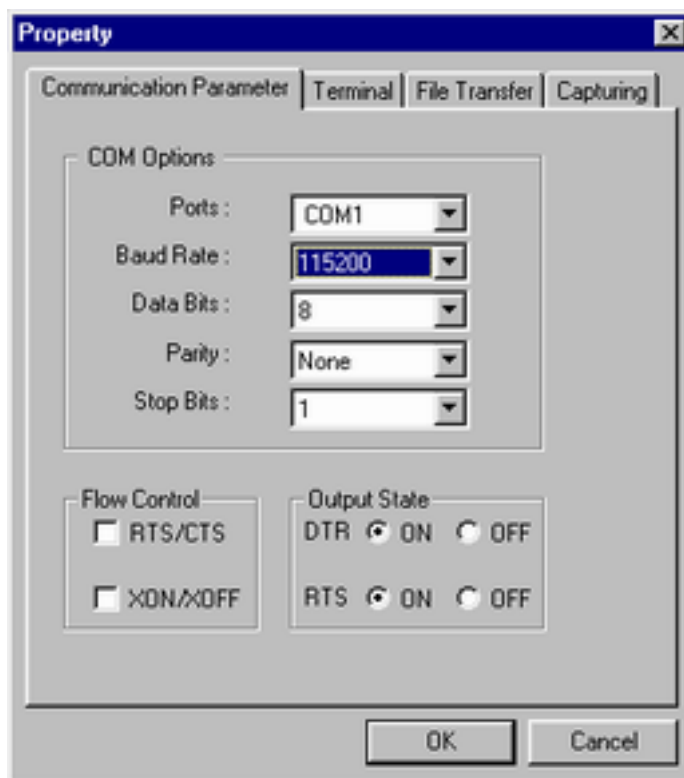 Property
Communication Parameter Terminal File Transfer Capturing
COM Options
Ports : COM1
Baud Rate : 115200
Data Bits : 8
Parity : None
Stop Bits : 1
Flow Control Output State
RTS/CTS DTR ON OFF
XON/XOFF RTS ON OFF
OK Cancel